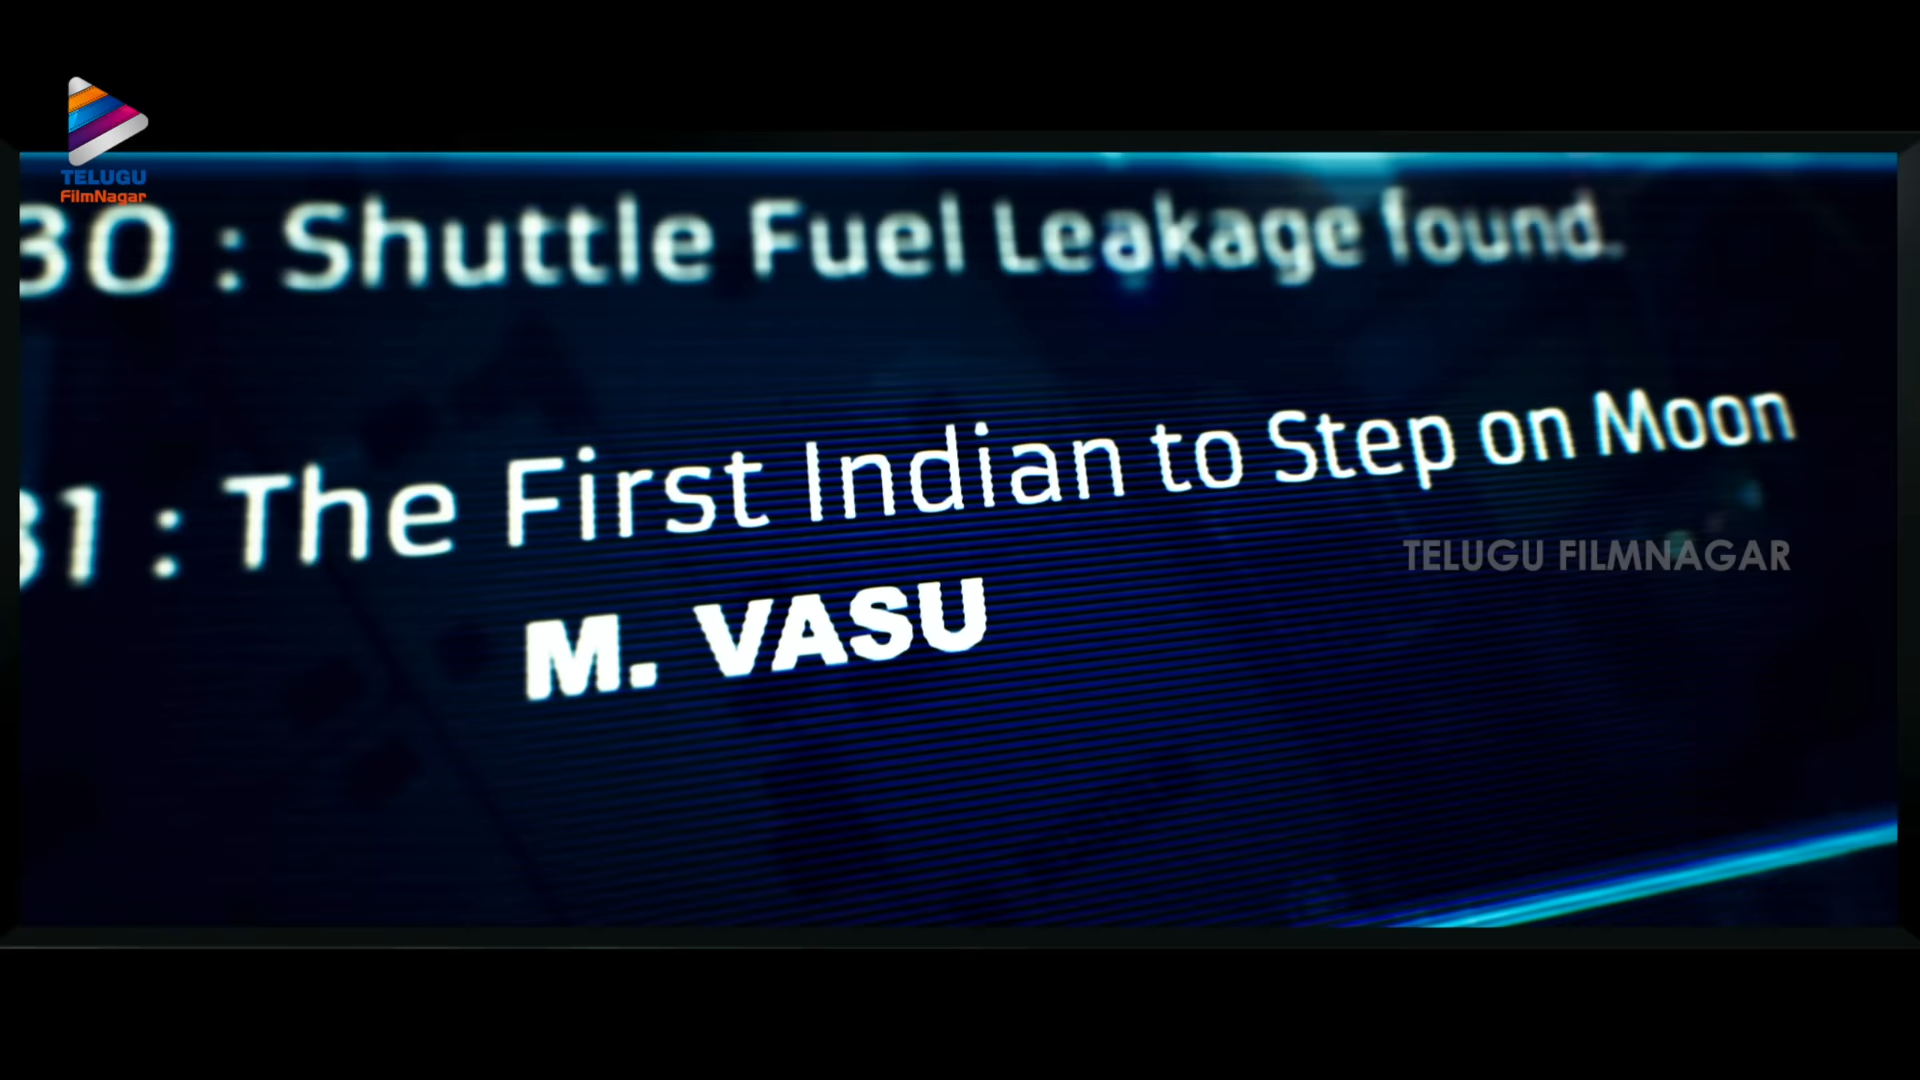 TELUGU
FilmNagar
30 : Shuttle Fuel Leakage found.
31 : The First Indian to Step on Moon
TELUGU FILMNAGAR
M. VASU